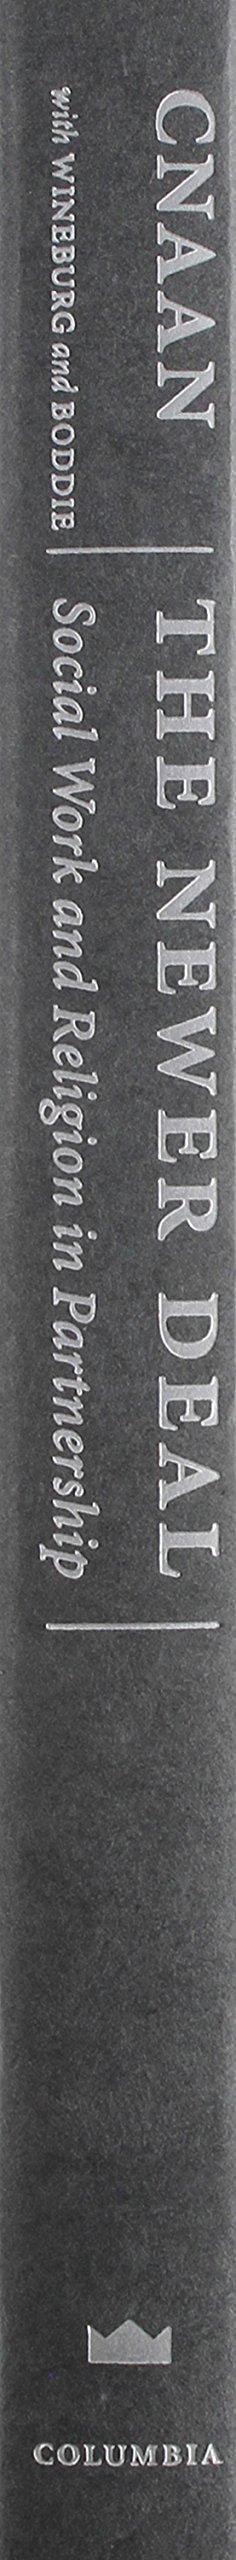 CNAAN
with WINEBURG and BODDIE
THE NEWER DEAL
Social Work and Religion in Partnership
COLUMBIA